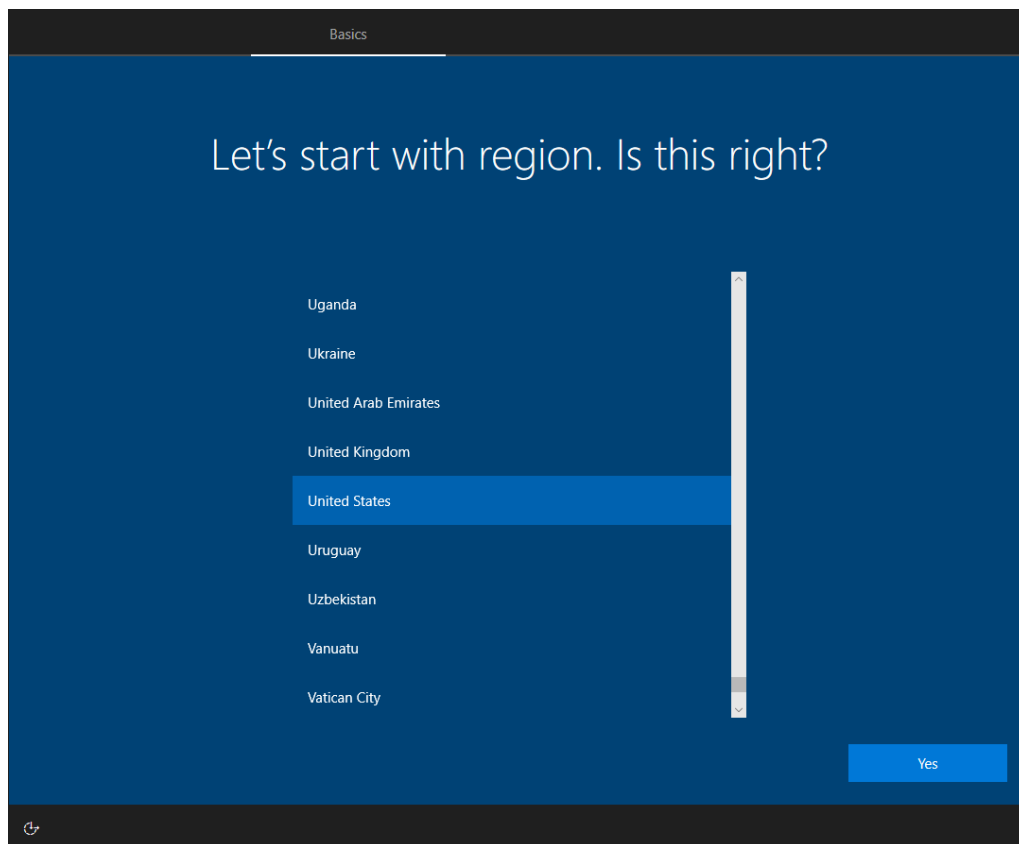 Basics
Let's start with region. Is this right?
Uganda
Ukraine
United Arab Emirates
United Kingdom
United States
Uruguay
Uzbekistan
Vanuatu
Vatican City
Yes